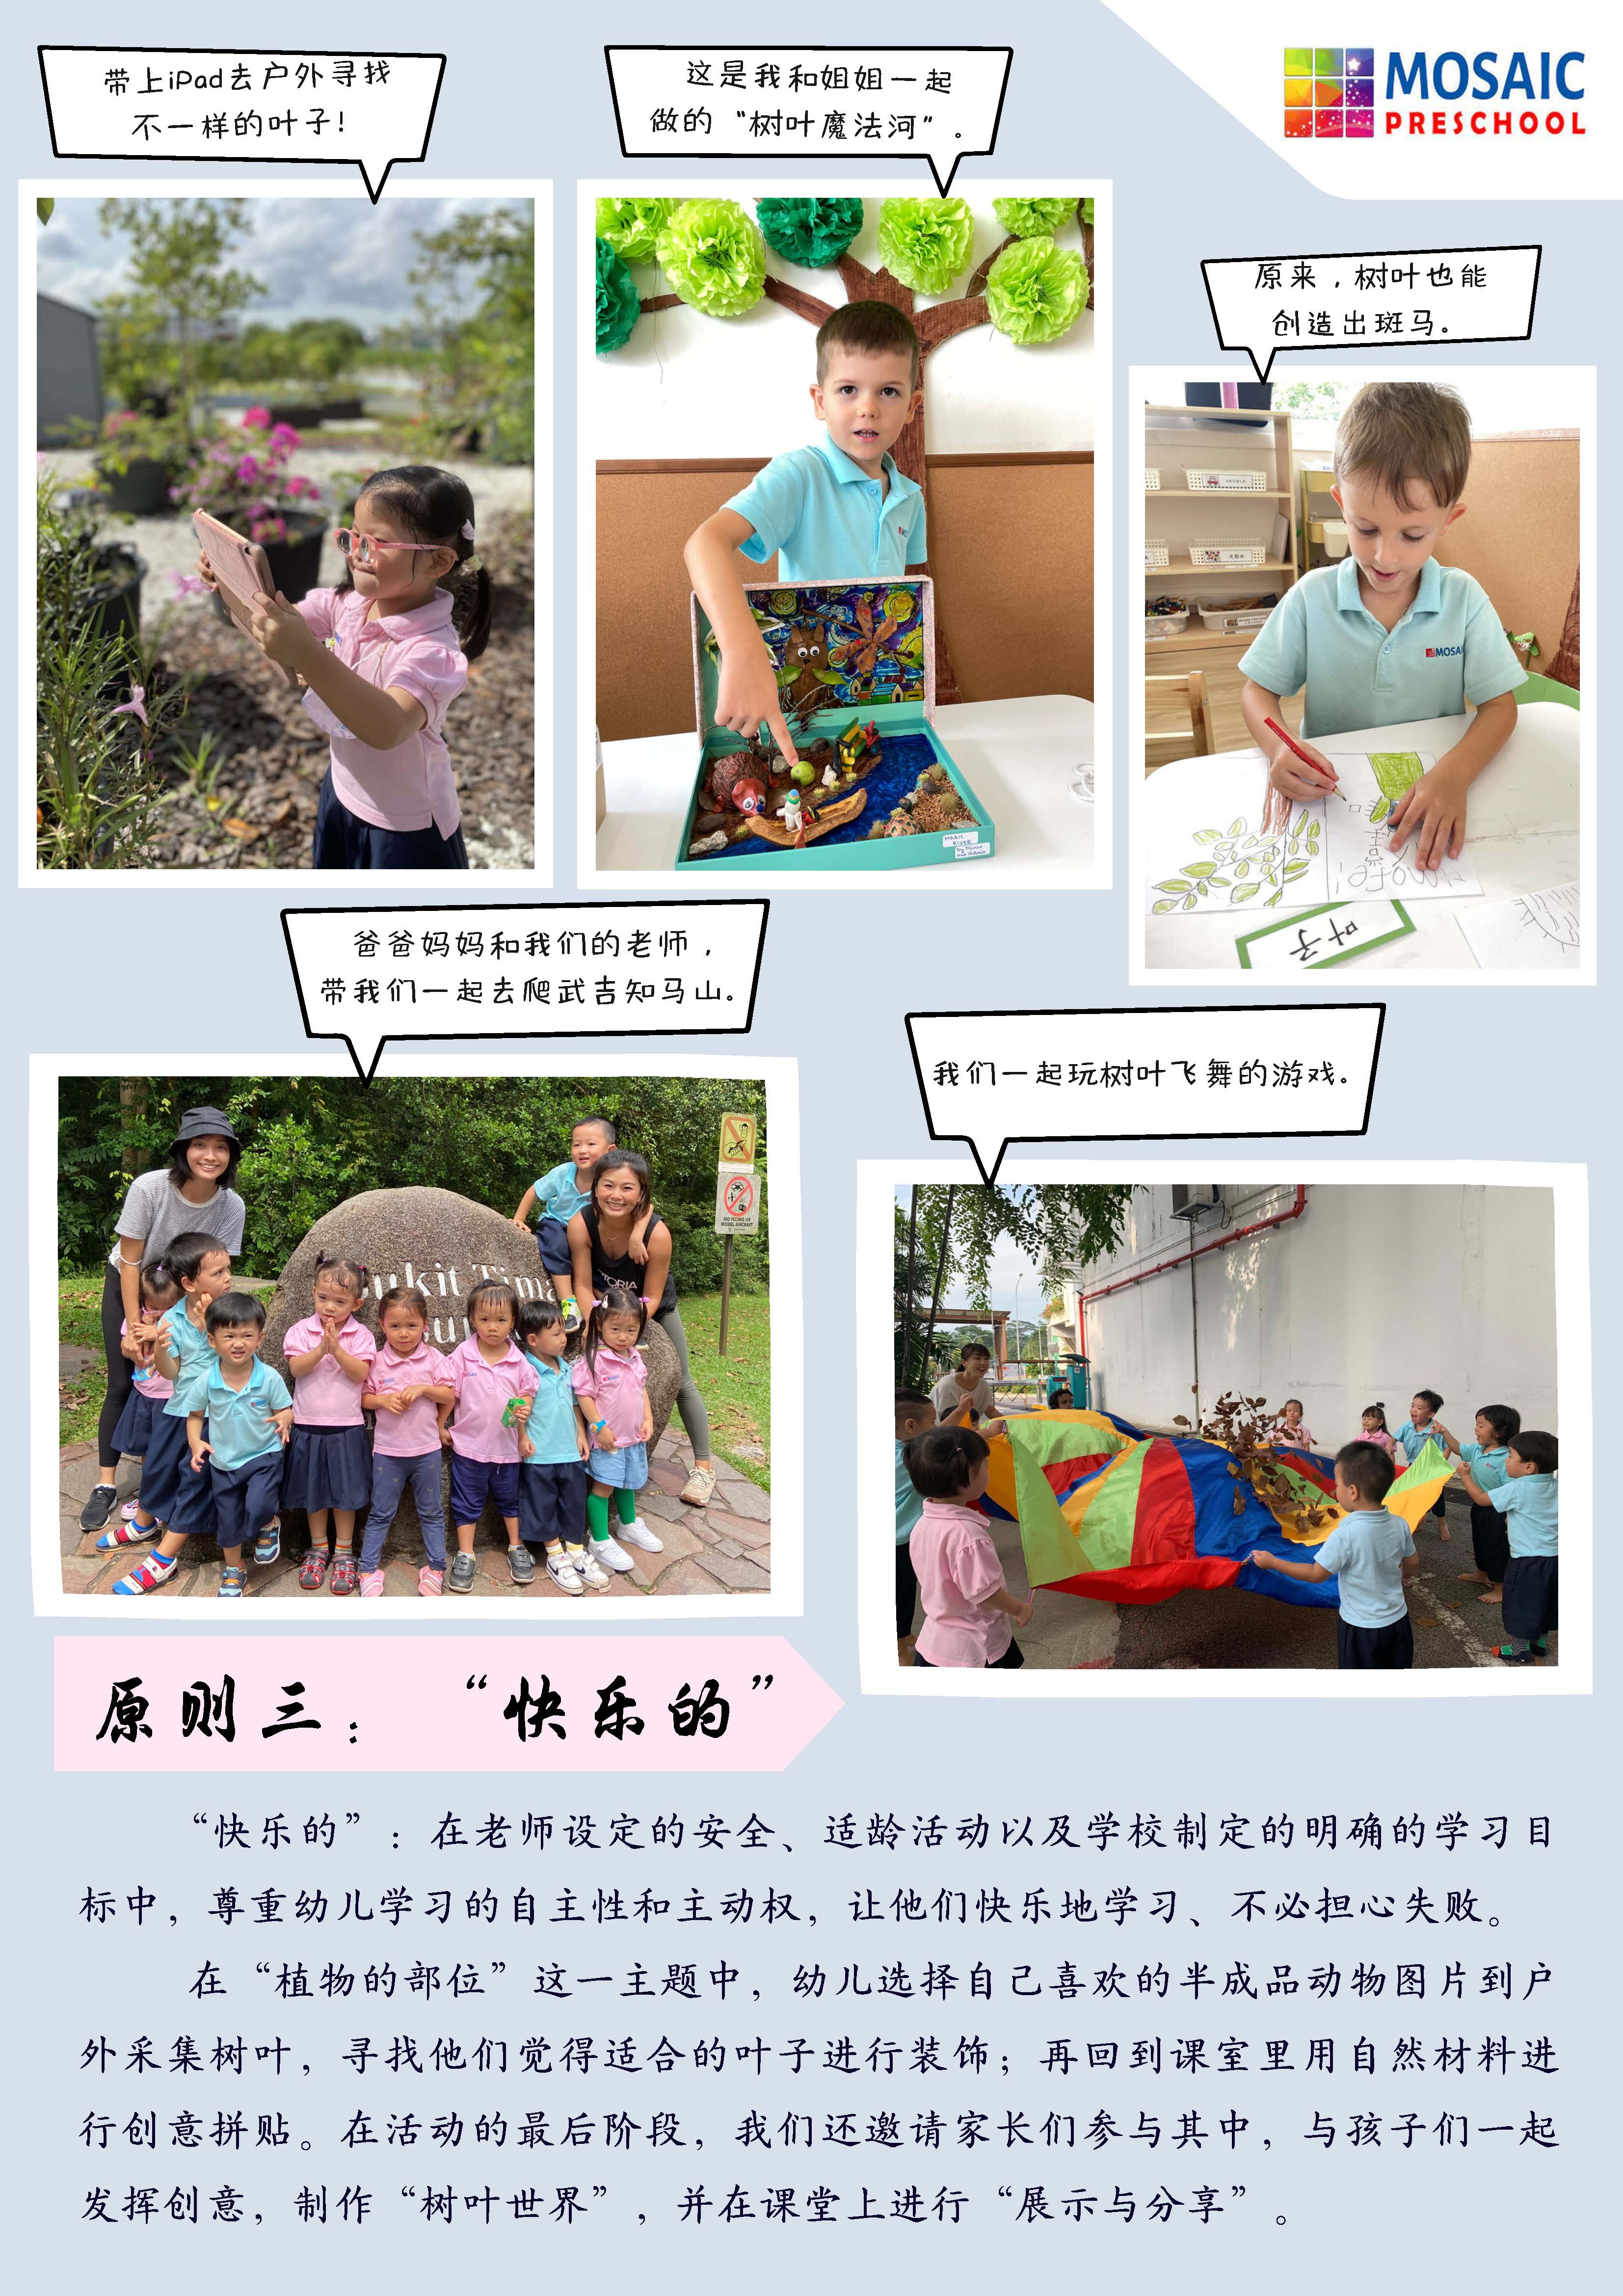 带上iPad去户外寻找
不一样的叶子！
这是我和姐姐一起
做的“树叶魔法河”。
MOSAIC
PRESCHOOL
原来，树叶也能
创造出斑马。
MAGIC
RIVER
MOSAI
叶子
爸爸妈妈和我们的老师，
带我们一起去爬武吉知马山。
我们一起玩树叶飞舞的游戏。
NO FLYING OF
MODEL AIRCRAFT
ukit Tima
TORIA
原则三：“快乐的”
“快乐的”：在老师设定的安全、适龄活动以及学校制定的明确的学习目
标中，尊重幼儿学习的自主性和主动权，让他们快乐地学习、不必担心失败。
在“植物的部位”这一主题中，幼儿选择自己喜欢的半成品动物图片到户
外采集树叶，寻找他们觉得适合的叶子进行装饰；再回到课室里用自然材料进
行创意拼贴。在活动的最后阶段，我们还邀请家长们参与其中，与孩子们一起
发挥创意，制作“树叶世界”，并在课堂上进行“展示与分享”。